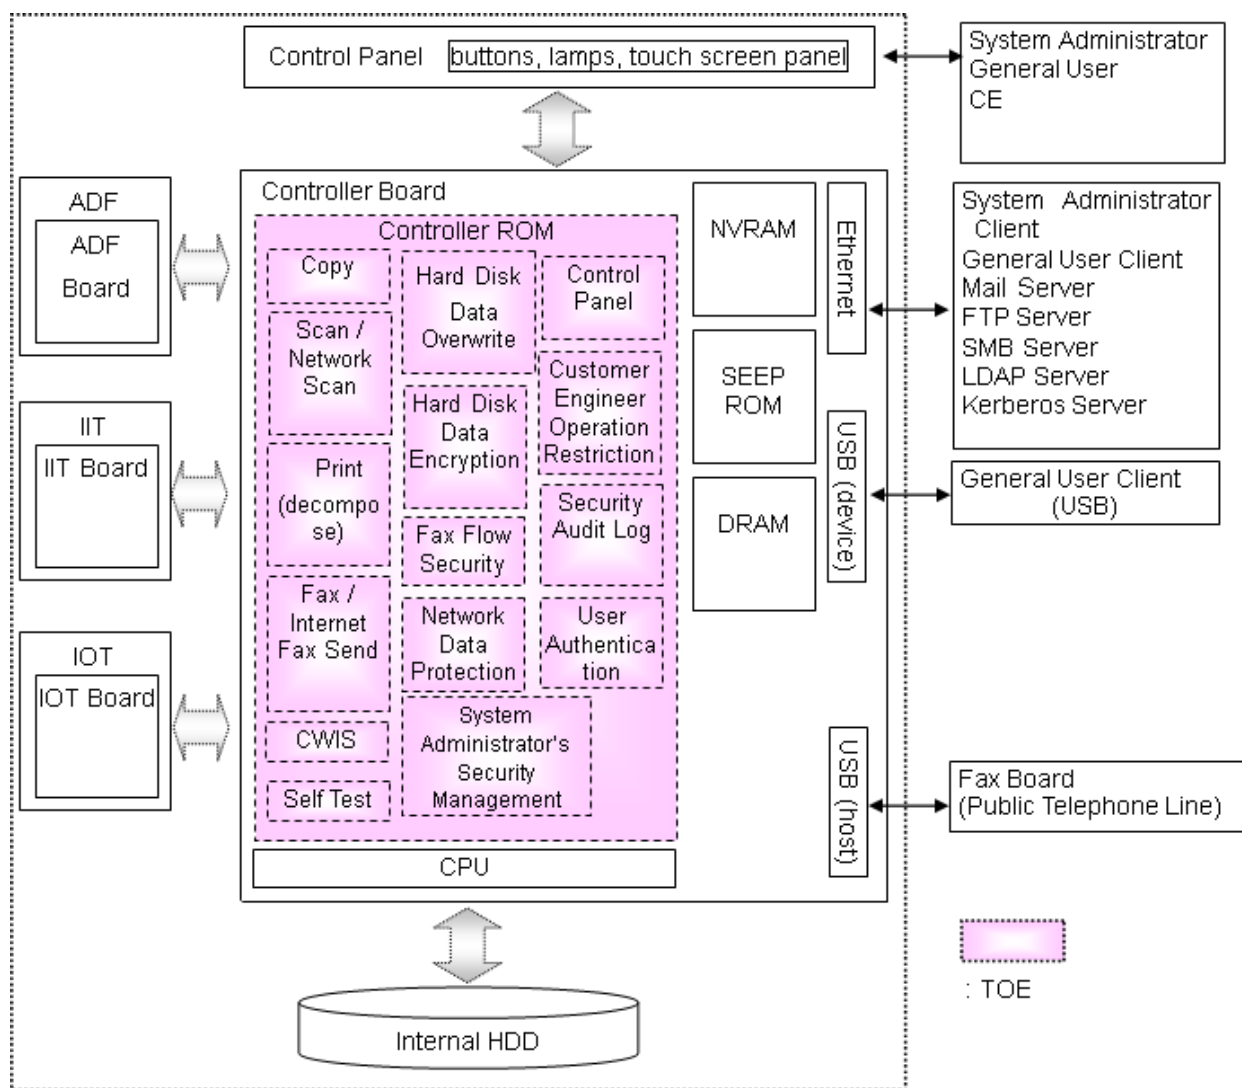 Control Panel buttons, lamps, touch screen panel
System Administrator
General User
CE
ADF
ADF
Board
IIT
IIT Board
IOT
IOT Board
Controller Board
Controller ROM
Copy
Scan /
Network
Scan
Print
(decompo
se)
Fax /
Internet
Fax Send
CWIS
Self Test
Hard Disk
Data
Overwrite
Hard Disk
Data
Encryption
Fax Flow
Security
Network
Data
Protection
System
Administrator's
Security
Management
Control
Panel
Customer
Engineer
Operation
Restriction
Security
Audit Log
User
Authentica
tion
CPU
NVRAM
SEEP
ROM
DRAM
Ethernet
USB (device)
USB (host)
System Administrator
Client
General User Client
Mail Server
FTP Server
SMB Server
LDAP Server
Kerberos Server
General User Client
(USB)
Fax Board
(Public Telephone Line)
: TOE
Internal HDD